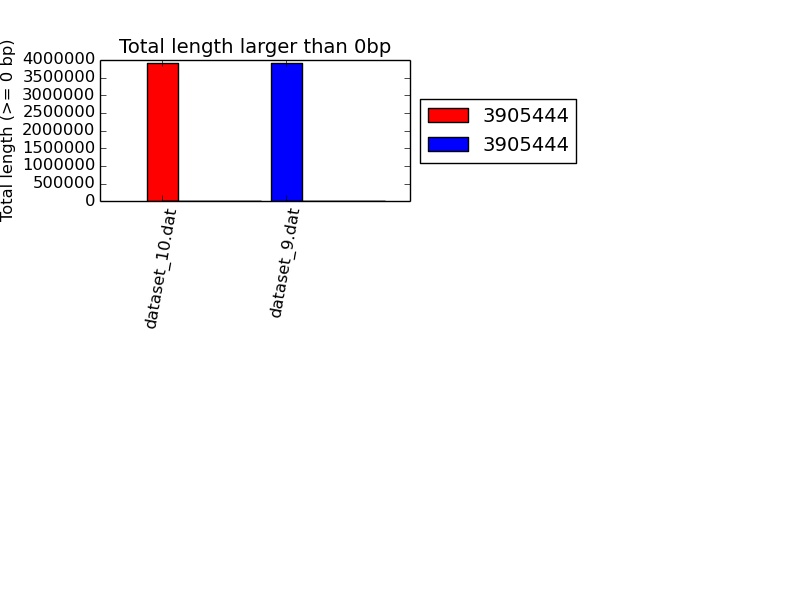 Total length larger than 0bp
Total length (>= 0 bp)
4000000
3500000
3000000
2500000
2000000
1500000
1000000
500000
0
dataset_10.dat
dataset_9.dat
3905444
3905444